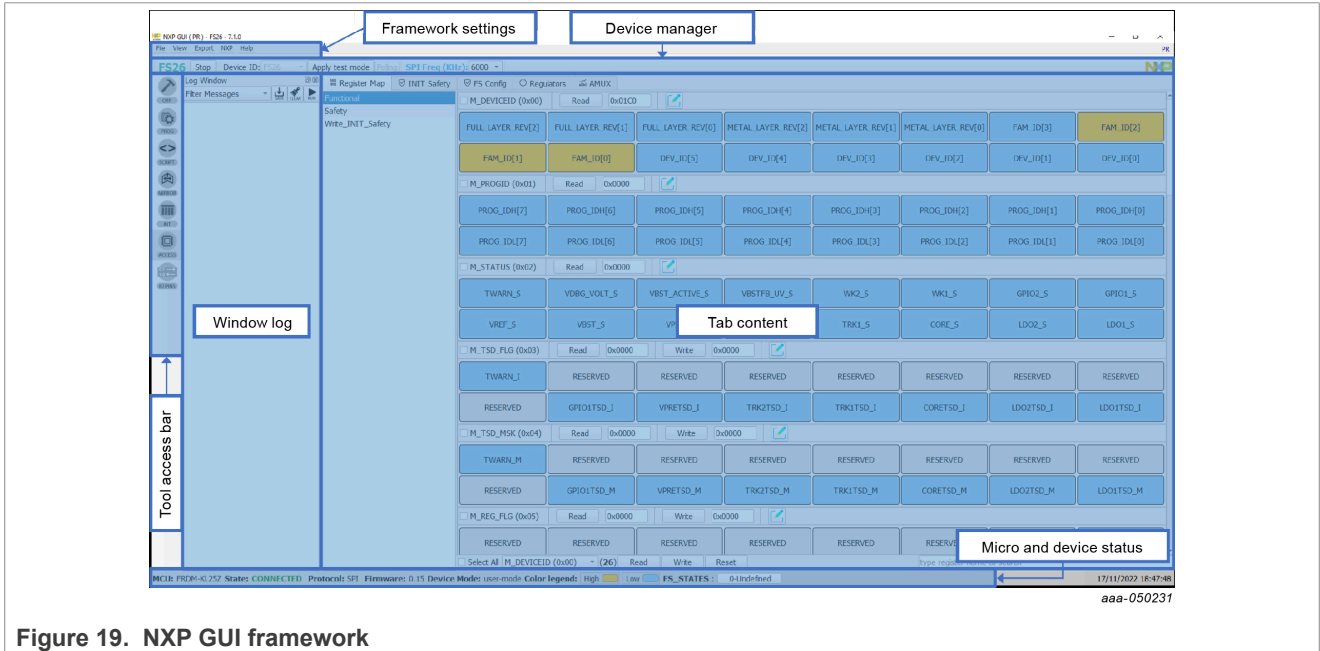 Framework settings
Device manager
NXP GUI ( PR ) - FS26 - 7.1.0
File View Export NXP Help
PR
FS26 Stop Device ID: FS26 Apply test mode Polling SPI Freq (KHz): 6000
NXP
Log Window
Filter Messages
Register Map INIT Safety FS Config Regulators AMUX
Functional
Safety
Write_INIT_Safety
M_DEVICEID (0x00) Read 0x01C0
FULL_LAYER_REV[2] FULL_LAYER_REV[1] FULL_LAYER_REV[0] METAL_LAYER_REV[2] METAL_LAYER_REV[1] METAL_LAYER_REV[0] FAM_ID[3] FAM_ID[2]
FAM_ID[1] FAM_ID[0] DEV_ID[5] DEV_ID[4] DEV_ID[3] DEV_ID[2] DEV_ID[1] DEV_ID[0]
M_PROGID (0x01) Read 0x0000
PROG_IDH[7] PROG_IDH[6] PROG_IDH[5] PROG_IDH[4] PROG_IDH[3] PROG_IDH[2] PROG_IDH[1] PROG_IDH[0]
PROG_IDL[7] PROG_IDL[6] PROG_IDL[5] PROG_IDL[4] PROG_IDL[3] PROG_IDL[2] PROG_IDL[1] PROG_IDL[0]
M_STATUS (0x02) Read 0x0000
TWARN_S VDBG_VOLT_S VBST_ACTIVE_S VBSTFB_UV_S WK2_S WK1_S GPIO2_S GPIO1_S
VREF_S VBST_S VP TRK1_S CORE_S LDO2_S LDO1_S
Window log
Tab content
M_TSD_FLG (0x03) Read 0x0000 Write 0x0000
TWARN_I RESERVED RESERVED RESERVED RESERVED RESERVED RESERVED RESERVED
RESERVED GPIO1TSD_I VPRETSD_I TRK2TSD_I TRK1TSD_I CORETSD_I LDO2TSD_I LDO1TSD_I
M_TSD_MSK (0x04) Read 0x0000 Write 0x0000
TWARN_M RESERVED RESERVED RESERVED RESERVED RESERVED RESERVED RESERVED
RESERVED GPIO1TSD_M VPRETSD_M TRK2TSD_M TRK1TSD_M CORETSD_M LDO2TSD_M LDO1TSD_M
Tool access bar
M_REG_FLG (0x05) Read 0x0000 Write 0x0000
RESERVED RESERVED RESERVED RESERVED RESERVED
Micro and device status
Select All M_DEVICEID (0x00) (26) Read Write Reset
MCU: FRDM-KL25Z State: CONNECTED Protocol: SPI Firmware: 0.15 Device Mode: user-mode Color legend: High Low FS_STATES : 0-Undefined
17/11/2022 18:47:48
aaa-050231
Figure 19. NXP GUI framework